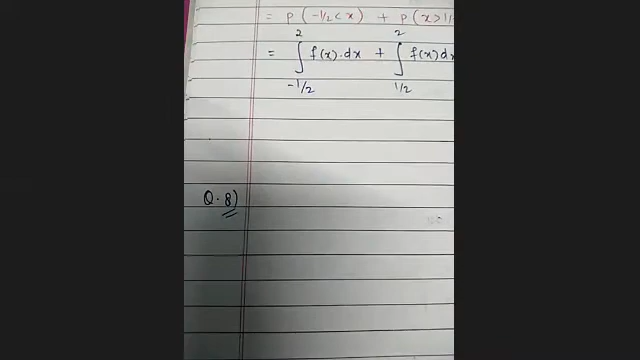 = P(-1/2 < x) + P(x > 1/
= ∫_{-1/2}^{2} f(x).dx + ∫_{1/2}^{2} f(x)dx
Q.8)